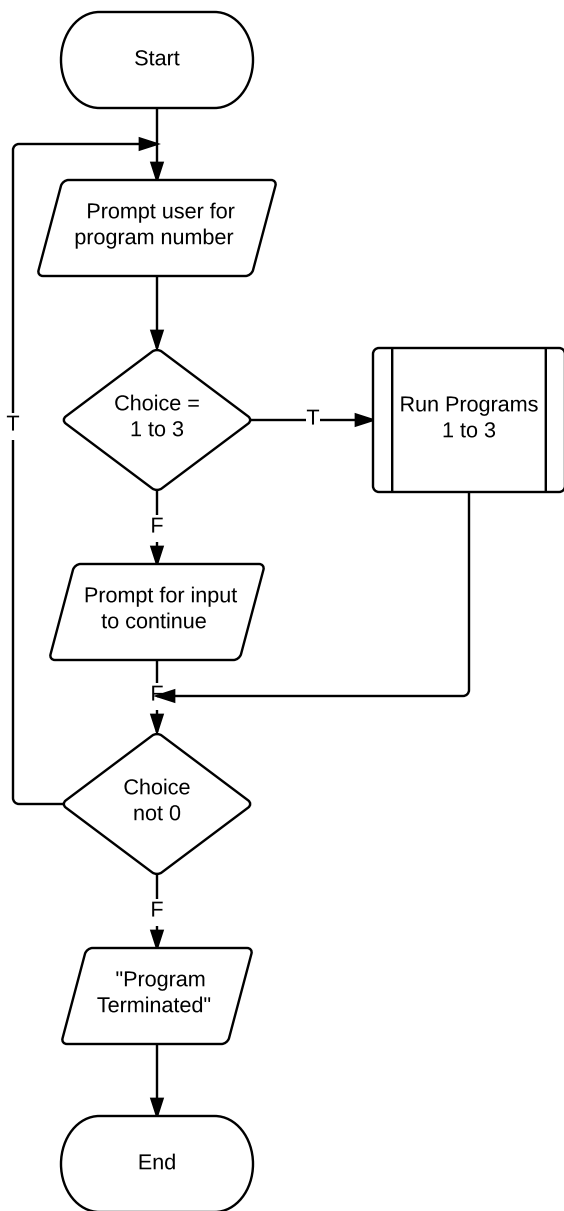 Start
Prompt user for
program number
Choice =
1 to 3
T
Run Programs
1 to 3
T
F
Prompt for input
to continue
F
Choice
not 0
F
"Program
Terminated"
End